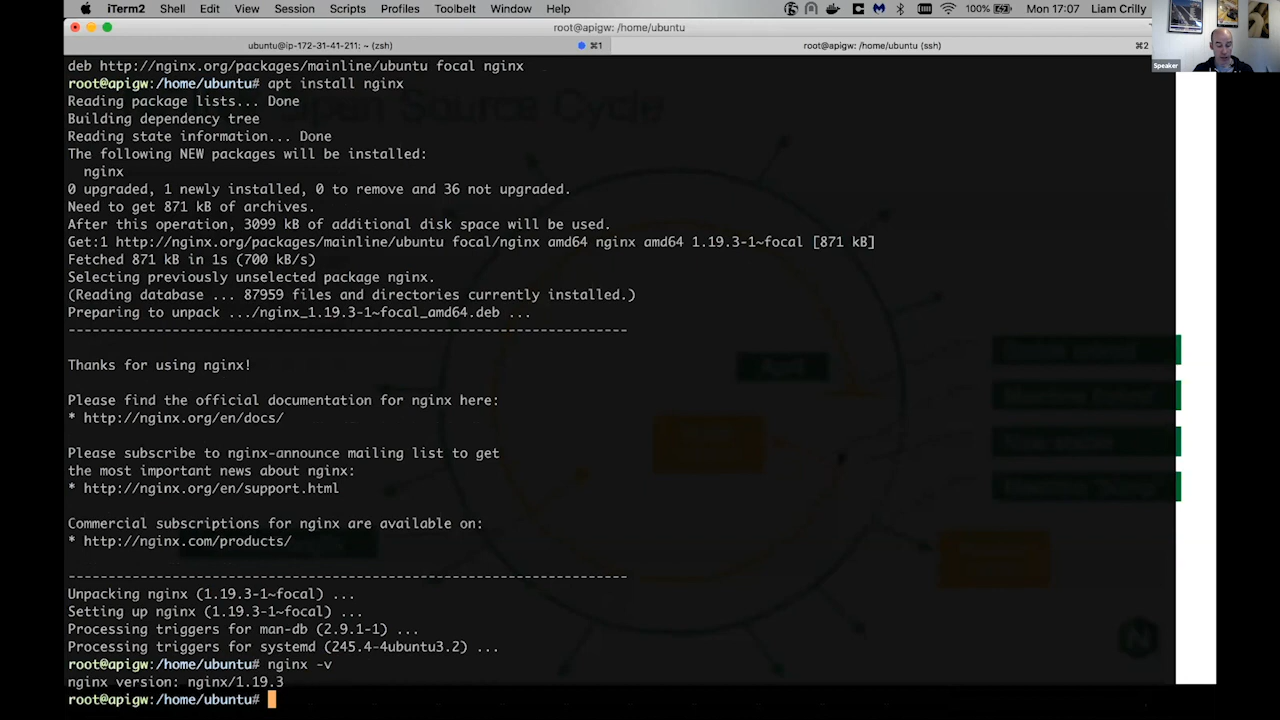 iTerm2 Shell Edit View Session Scripts Profiles Toolbelt Window Help 100% Mon 17:07 Liam Crilly
root@apigw: /home/ubuntu
ubuntu@ip-172-31-41-211: ~ (zsh) ⌘1 root@apigw: /home/ubuntu (ssh) ⌘2
Speaker
deb http://nginx.org/packages/mainline/ubuntu focal nginx
root@apigw:/home/ubuntu# apt install nginx
Reading package lists... Done
Building dependency tree
Reading state information... Done
The following NEW packages will be installed:
nginx
0 upgraded, 1 newly installed, 0 to remove and 36 not upgraded.
Need to get 871 kB of archives.
After this operation, 3099 kB of additional disk space will be used.
Get:1 http://nginx.org/packages/mainline/ubuntu focal/nginx amd64 nginx amd64 1.19.3-1~focal [871 kB]
Fetched 871 kB in 1s (700 kB/s)
Selecting previously unselected package nginx.
(Reading database ... 87959 files and directories currently installed.)
Preparing to unpack .../nginx_1.19.3-1~focal_amd64.deb ...
----------------------------------------------------------------------
Thanks for using nginx!
Please find the official documentation for nginx here:
* http://nginx.org/en/docs/
Please subscribe to nginx-announce mailing list to get
the most important news about nginx:
* http://nginx.org/en/support.html
Commercial subscriptions for nginx are available on:
* http://nginx.com/products/
----------------------------------------------------------------------
Unpacking nginx (1.19.3-1~focal) ...
Setting up nginx (1.19.3-1~focal) ...
Processing triggers for man-db (2.9.1-1) ...
Processing triggers for systemd (245.4-4ubuntu3.2) ...
root@apigw:/home/ubuntu# nginx -v
nginx version: nginx/1.19.3
root@apigw:/home/ubuntu#
Open Source Cycle